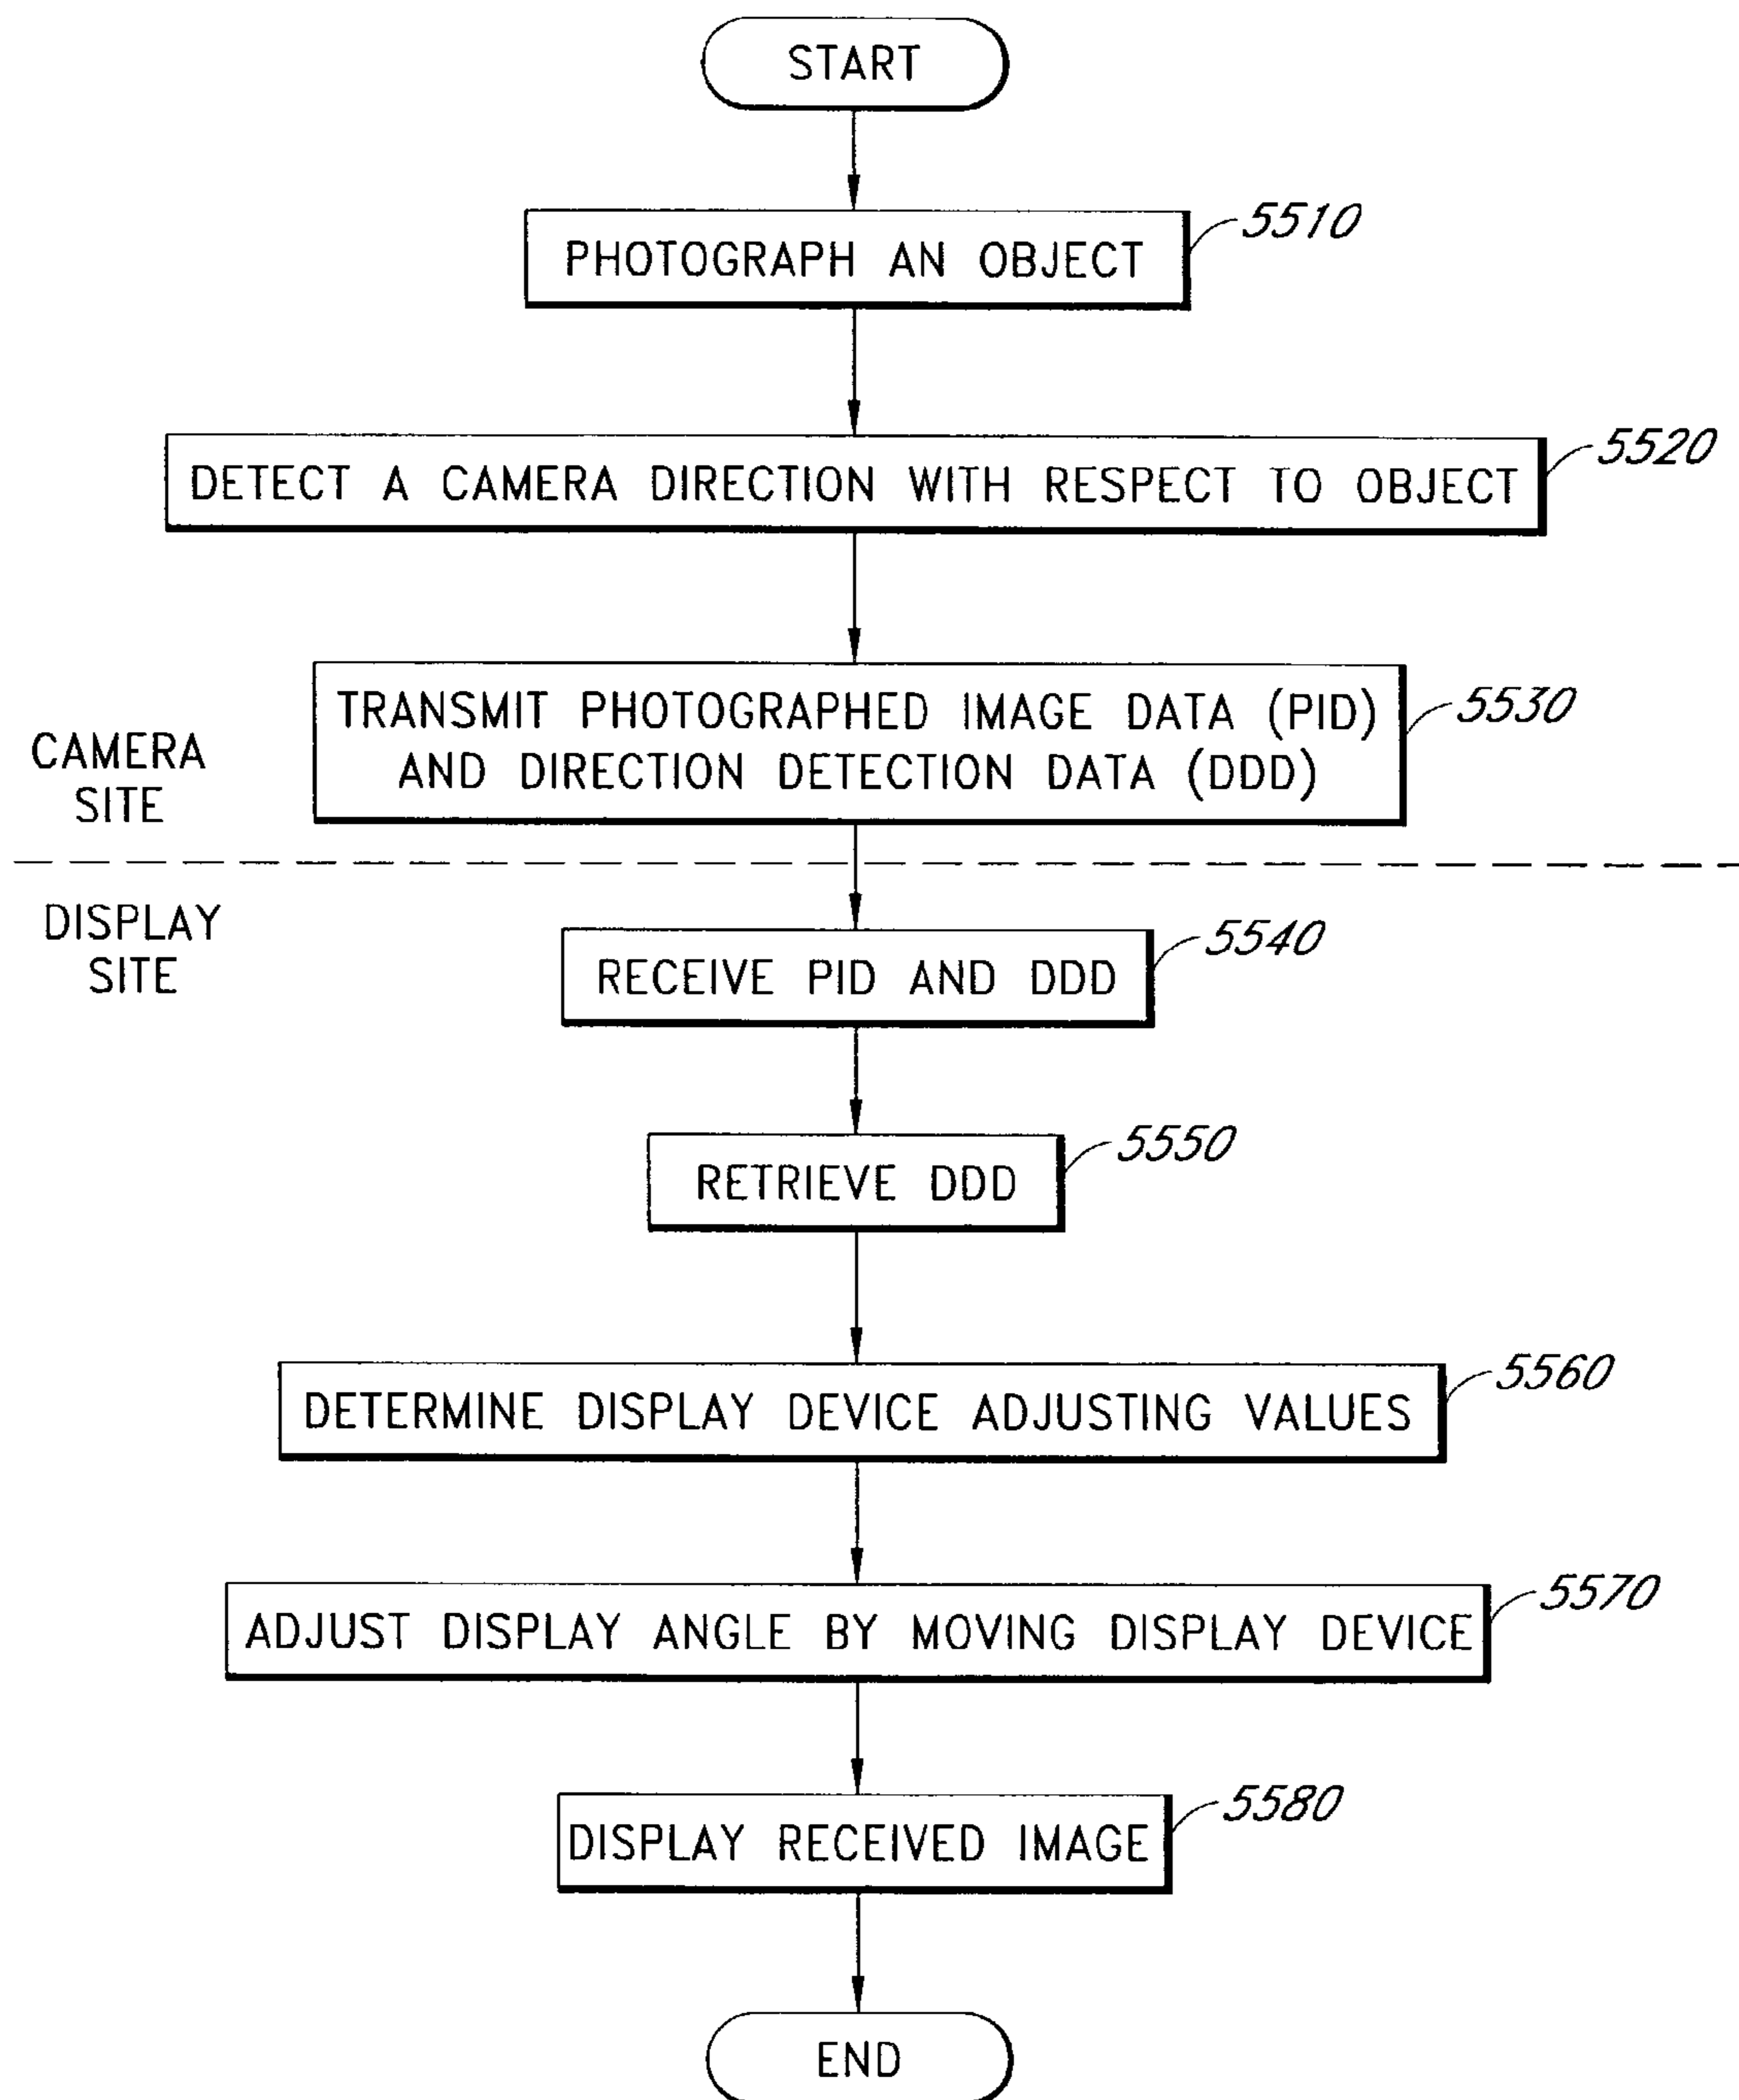 START
PHOTOGRAPH AN OBJECT
5510
DETECT A CAMERA DIRECTION WITH RESPECT TO OBJECT
5520
TRANSMIT PHOTOGRAPHED IMAGE DATA (PID)
AND DIRECTION DETECTION DATA (DDD)
5530
CAMERA
SITE
DISPLAY
SITE
RECEIVE PID AND DDD
5540
RETRIEVE DDD
5550
DETERMINE DISPLAY DEVICE ADJUSTING VALUES
5560
ADJUST DISPLAY ANGLE BY MOVING DISPLAY DEVICE
5570
DISPLAY RECEIVED IMAGE
5580
END